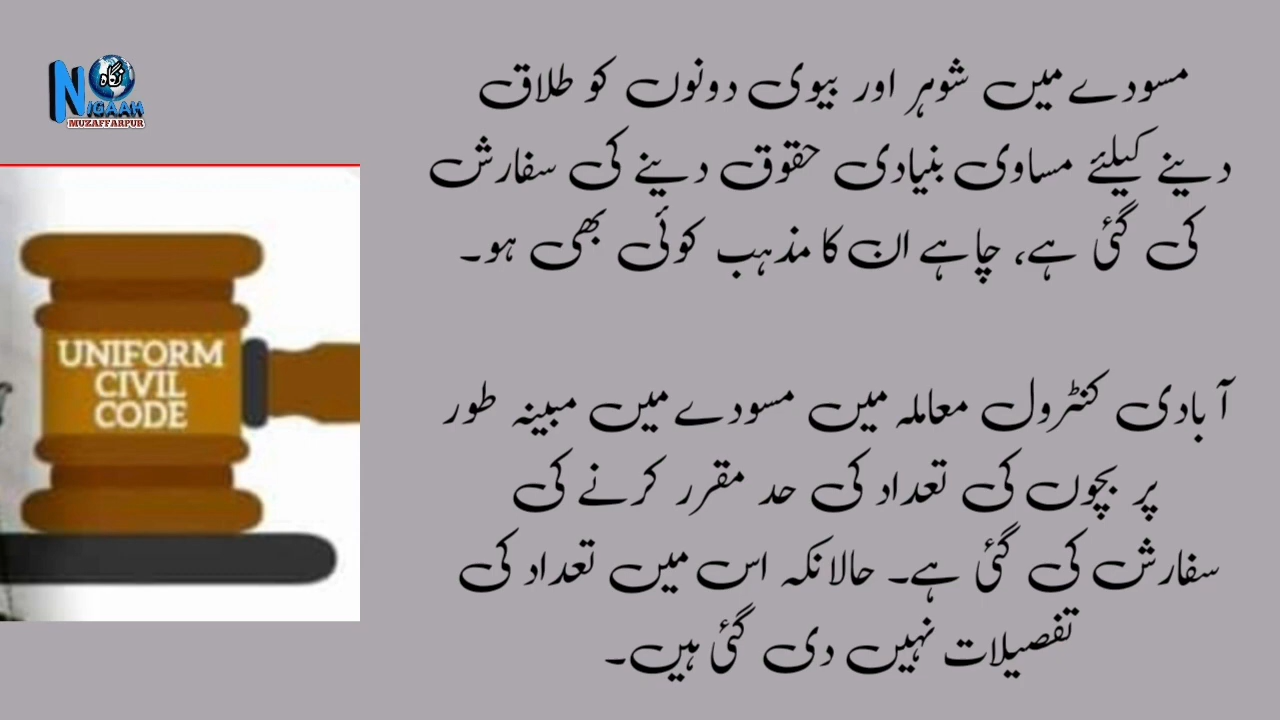 نگاہ
NIGAAH
MUZAFFARPUR
مسودے میں شوہر اور بیوی دونوں کو طلاق
دینے کیلئے مساوی بنیادی حقوق دینے کی سفارش
کی گئی ہے، چاہے ان کا مذہب کوئی بھی ہو۔
آبادی کنٹرول معاملہ میں مسودے میں مبینہ طور
پر بچوں کی تعداد کی حد مقرر کرنے کی
سفارش کی گئی ہے۔ حالانکہ اس میں تعداد کی
تفصیلات نہیں دی گئی ہیں۔
UNIFORM
CIVIL
CODE